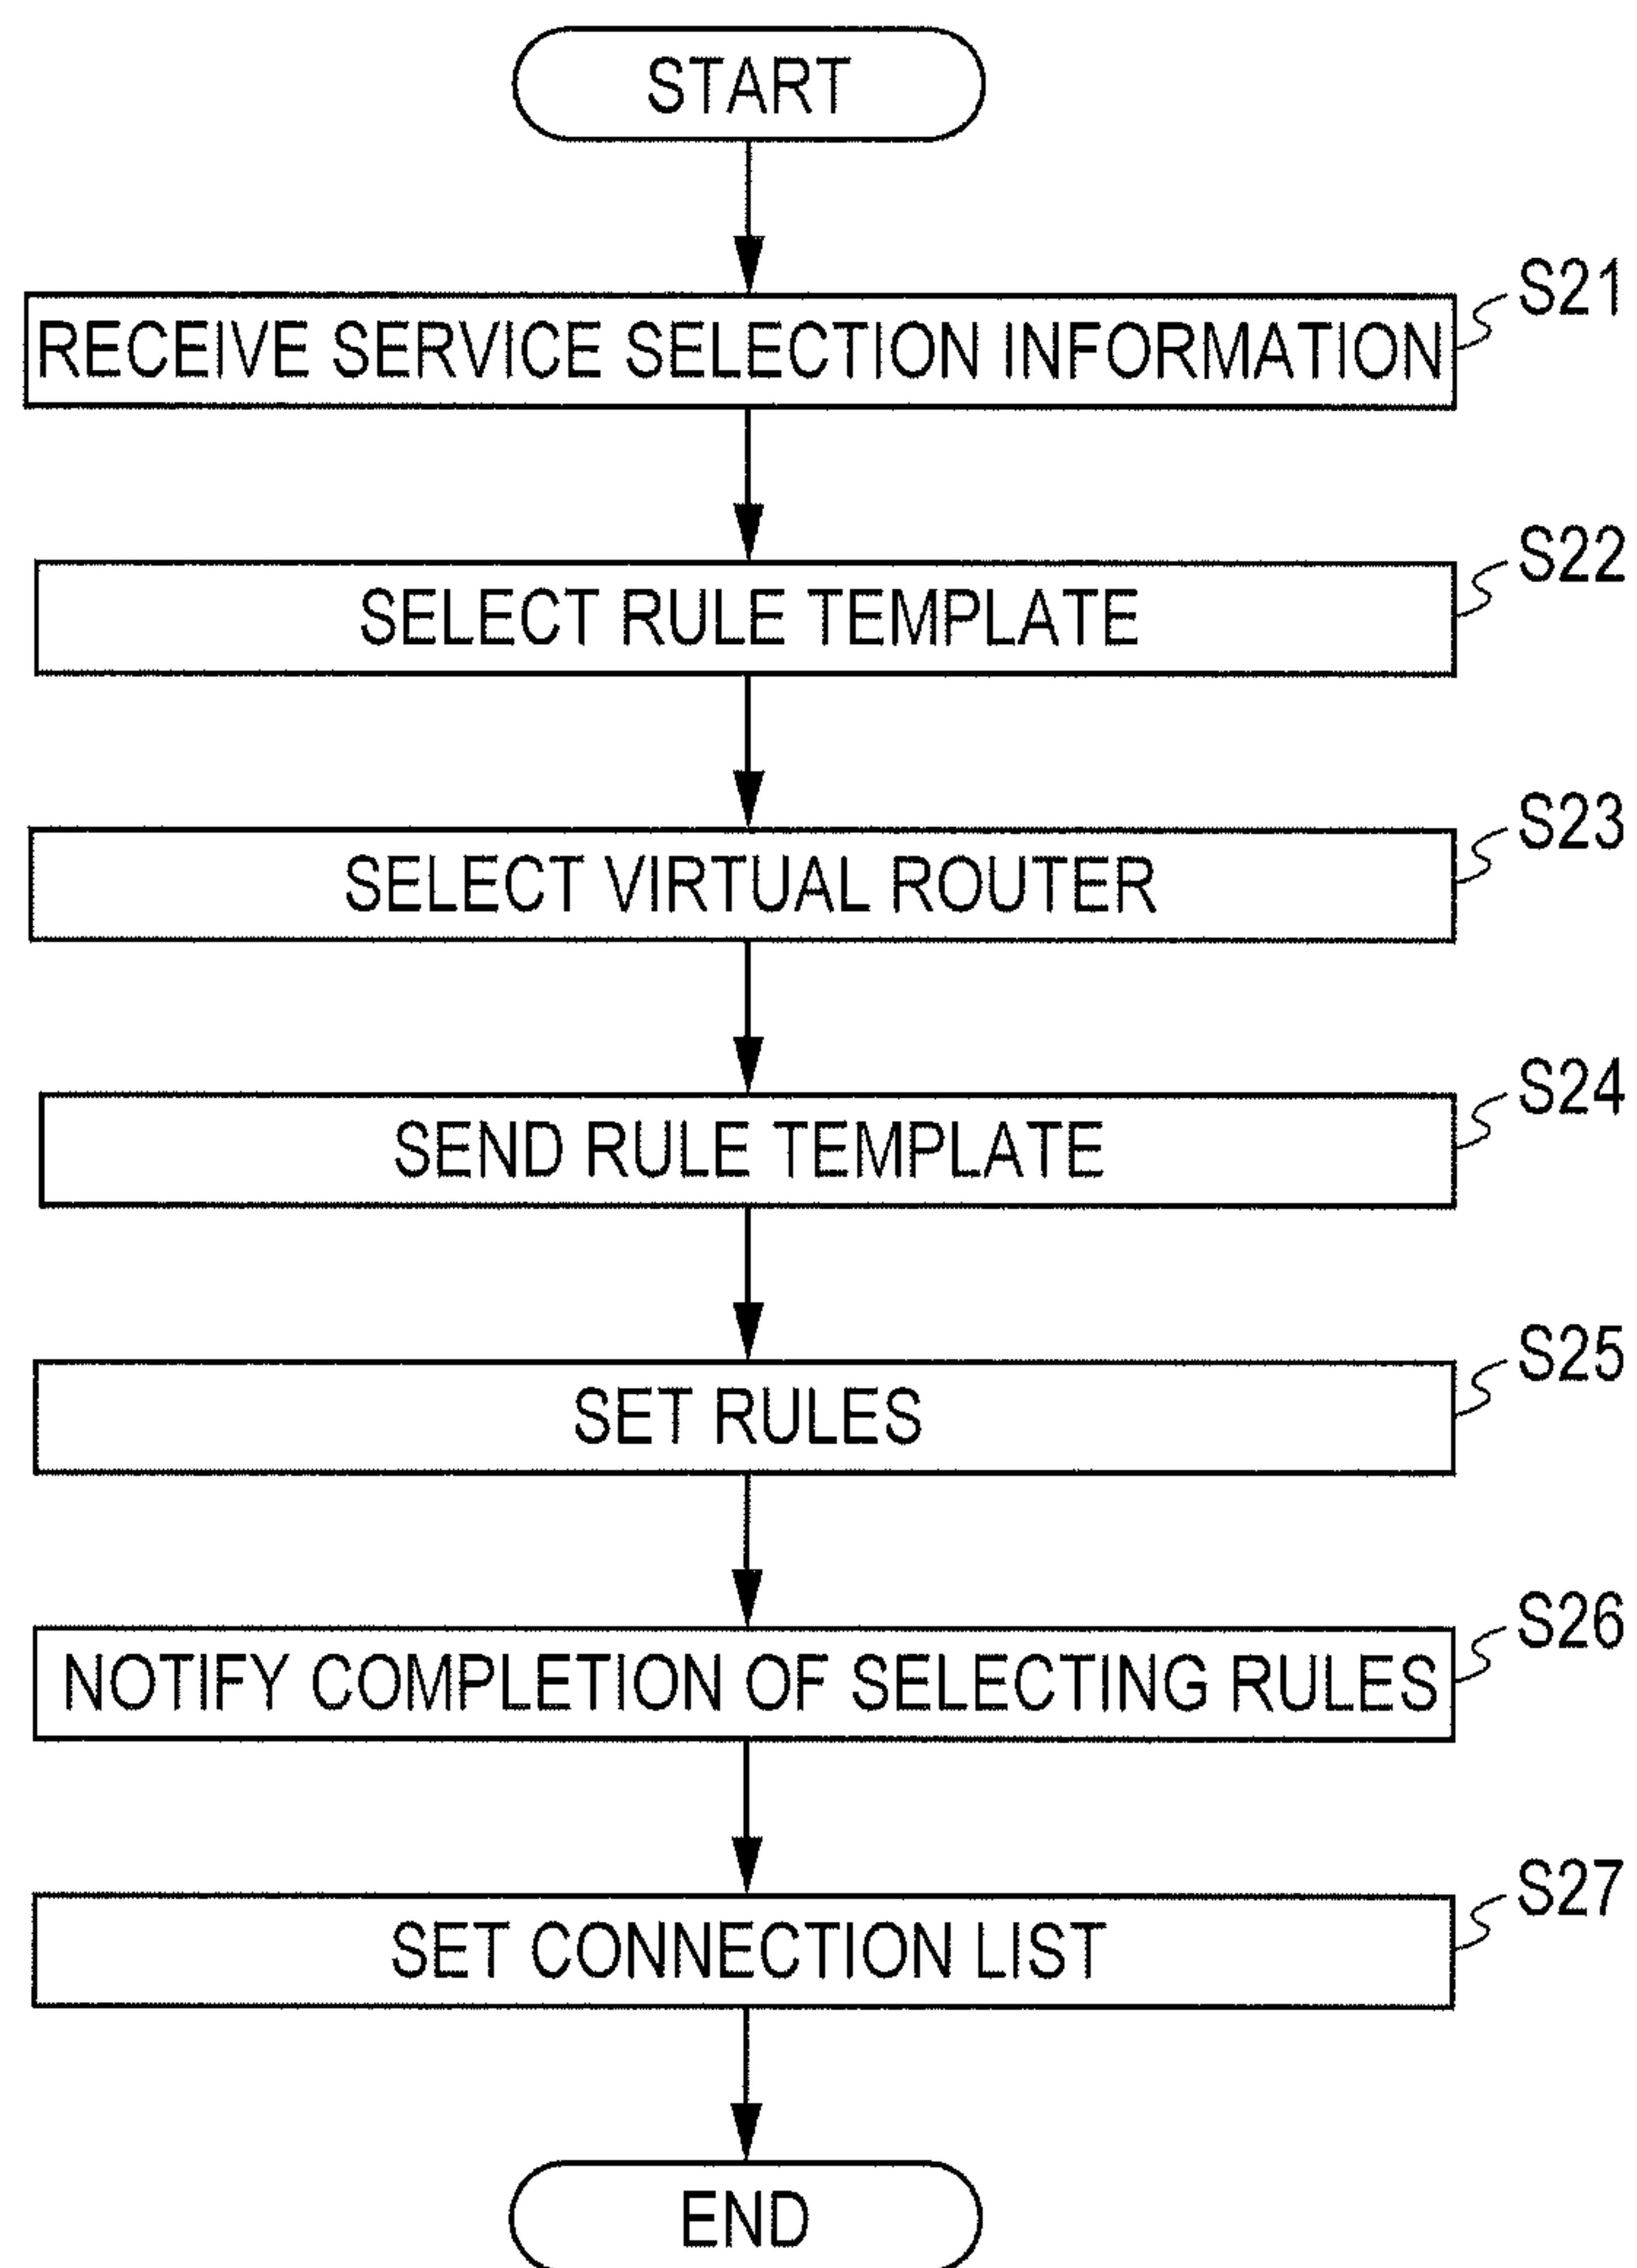 START
S21
RECEIVE SERVICE SELECTION INFORMATION
S22
SELECT RULE TEMPLATE
S23
SELECT VIRTUAL ROUTER
S24
SEND RULE TEMPLATE
S25
SET RULES
S26
NOTIFY COMPLETION OF SELECTING RULES
S27
SET CONNECTION LIST
END